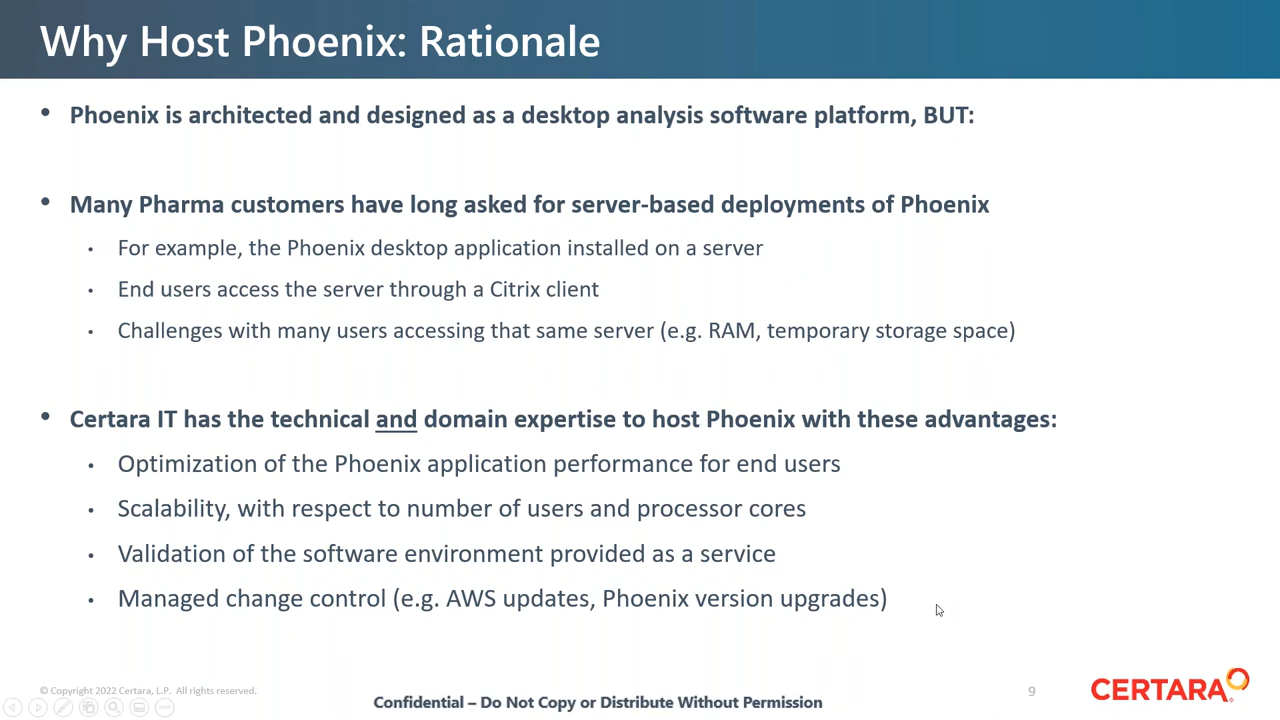 Why Host Phoenix: Rationale
• Phoenix is architected and designed as a desktop analysis software platform, BUT:
• Many Pharma customers have long asked for server-based deployments of Phoenix
• For example, the Phoenix desktop application installed on a server
• End users access the server through a Citrix client
• Challenges with many users accessing that same server (e.g. RAM, temporary storage space)
• Certara IT has the technical and domain expertise to host Phoenix with these advantages:
• Optimization of the Phoenix application performance for end users
• Scalability, with respect to number of users and processor cores
• Validation of the software environment provided as a service
• Managed change control (e.g. AWS updates, Phoenix version upgrades)
© Copyright 2022 Certara, L.P. All rights reserved.
Confidential – Do Not Copy or Distribute Without Permission
9
CERTARA